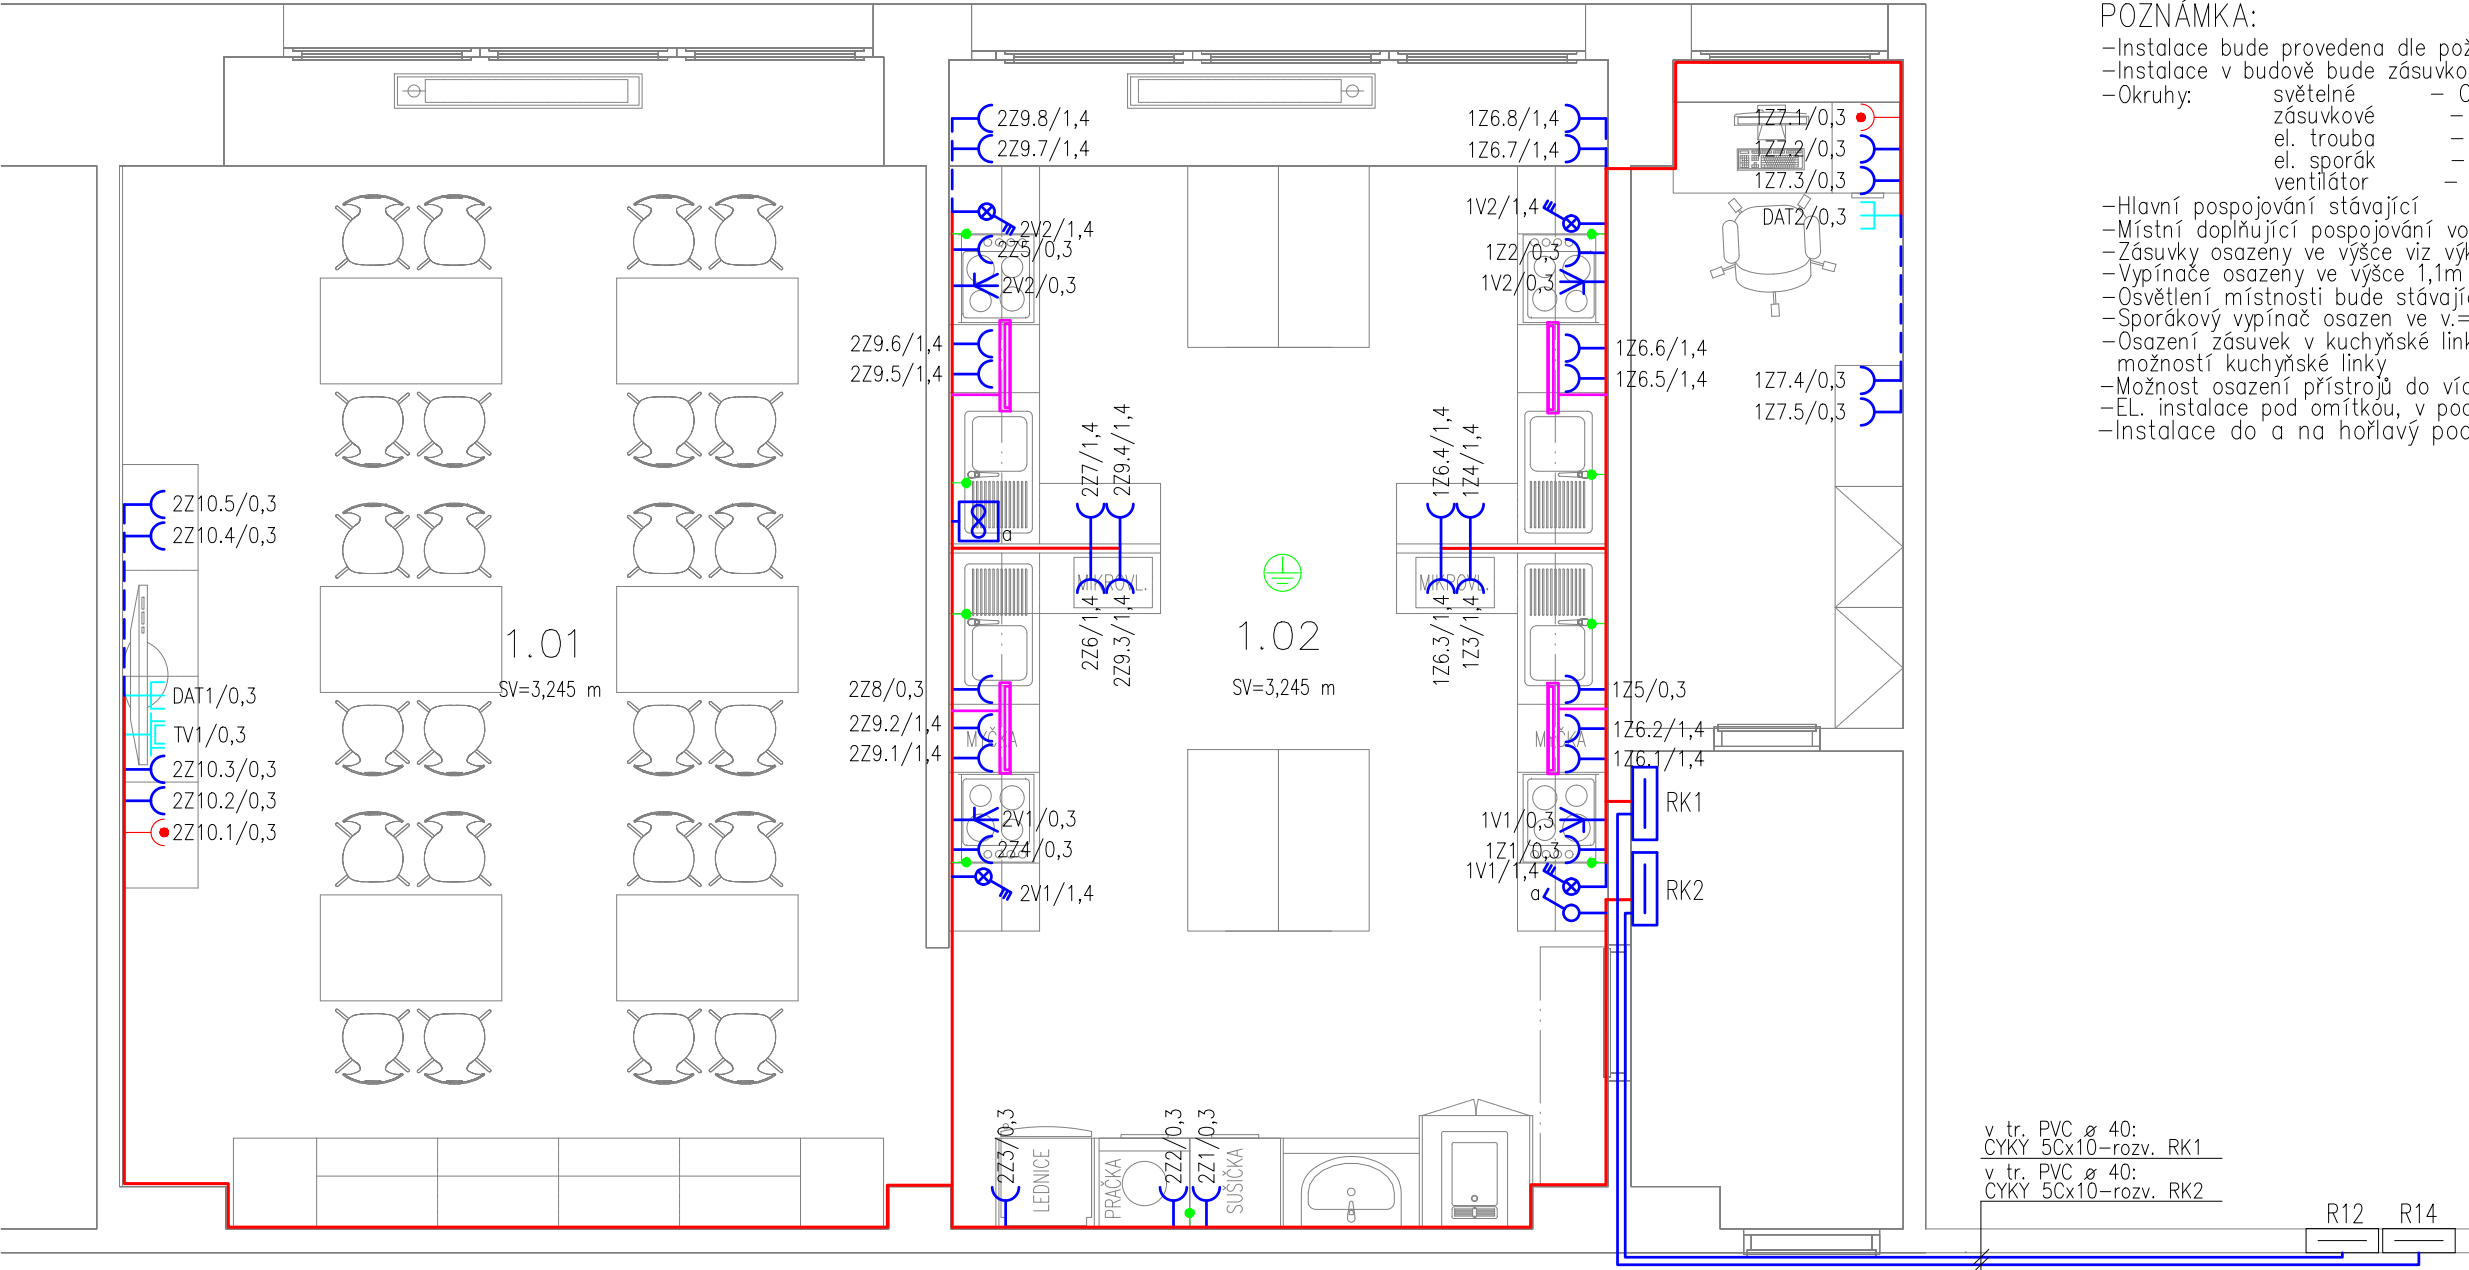 POZNÁMKA:
-Instalace bude provedena dle
-Instalace v budově bude
-Okruhy: světelné -
zásuvkové -
el. trouba -
el. sporák -
ventilátor -
-Hlavní pospojování stávající
-Místní doplňující pospojování
-Zásuvky osazeny ve výšce viz
-Vypínače osazeny ve výšce 1,1m
-Osvětlení místnosti bude
-Sporákový vypínač osazen ve v.=
-Osazení zásuvek v kuchyňské
možností kuchyňské linky
-Možnost osazení přístrojů do
-EL. instalace pod omítkou, v
-Instalace do a na hořlavý
2Z9.8/1,4
2Z9.7/1,4
2V2/1,4
2Z5/0,3
2V2/0,3
2Z9.6/1,4
2Z9.5/1,4
2Z7/1,4
2Z9.4/1,4
a
MIKROVL.
2Z6/1,4
2Z9.3/1,4
2Z8/0,3
2Z9.2/1,4
2Z9.1/1,4
MYČKA
2V1/0,3
2Z4/0,3
2V1/1,4
1Z6.8/1,4
1Z6.7/1,4
1V2/1,4
1Z2/0,3
1V2/0,3
1Z6.6/1,4
1Z6.5/1,4
1Z6.4/1,4
1Z4/1,4
MIKROVL.
1Z6.3/1,4
1Z3/1,4
1Z5/0,3
1Z6.2/1,4
1Z6.1/1,4
MYČKA
1V1/0,3
1Z1/0,3
1V1/1,4
a
1Z7.1/0,3
1Z7.2/0,3
1Z7.3/0,3
DAT2/0,3
1Z7.4/0,3
1Z7.5/0,3
2Z10.5/0,3
2Z10.4/0,3
DAT1/0,3
TV1/0,3
2Z10.3/0,3
2Z10.2/0,3
2Z10.1/0,3
1.01
SV=3,245 m
1.02
SV=3,245 m
RK1
RK2
2Z3/0,3
LEDNICE
PRAČKA
2Z2/0,3
2Z1/0,3
SUŠIČKA
v tr. PVC ø 40:
CYKY 5Cx10-rozv. RK1
v tr. PVC ø 40:
CYKY 5Cx10-rozv. RK2
R12
R14